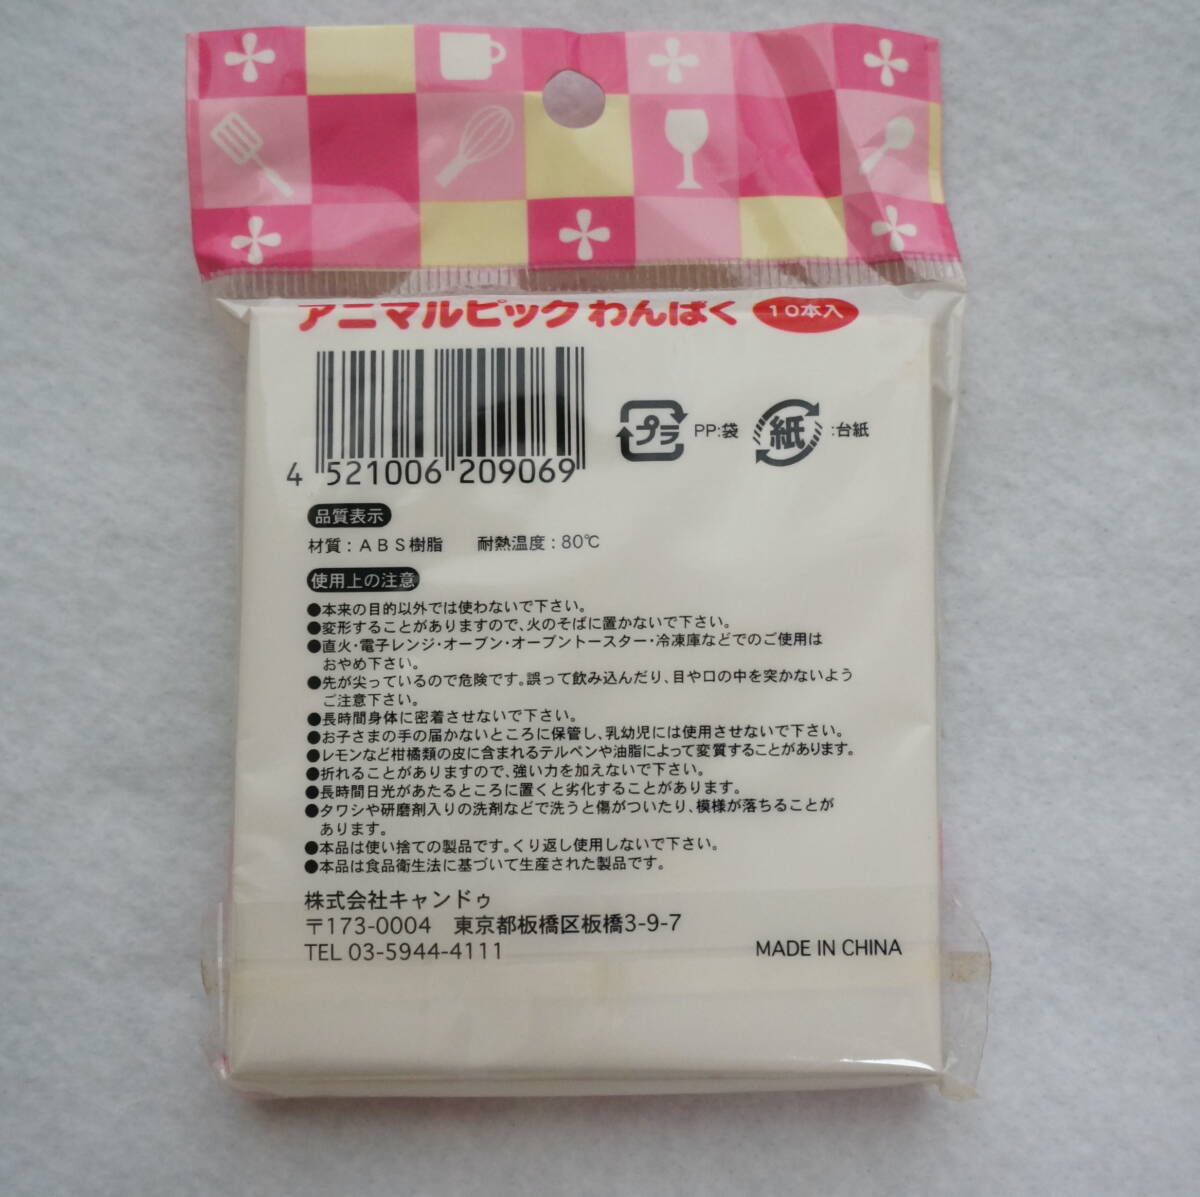 アニマルピック わんぱく 10本入
4 521006 209069
プラ PP:袋 紙 :台紙
品質表示
材質:ABS樹脂 耐熱温度:80℃
使用上の注意
●本来の目的以外では使わないで下さい。
●変形することがありますので、火のそばに置かないで下さい。
●直火・電子レンジ・オーブン・オーブントースター・冷凍庫などでのご使用は
おやめ下さい。
●先が尖っているので危険です。誤って飲み込んだり、目や口の中を突かないよう
ご注意下さい。
●長時間身体に密着させないで下さい。
●お子さまの手の届かないところに保管し、乳幼児には使用させないで下さい。
●レモンなど柑橘類の皮に含まれるテルペンや油脂によって変質することがあります。
●折れることがありますので、強い力を加えないで下さい。
●長時間日光があたるところに置くと劣化することがあります。
●タワシや研磨剤入りの洗剤などで洗うと傷がついたり、模様が落ちることが
あります。
●本品は使い捨ての製品です。くり返し使用しないで下さい。
●本品は食品衛生法に基づいて生産された製品です。
株式会社キャンドゥ
〒173-0004 東京都板橋区板橋3-9-7
TEL 03-5944-4111
MADE IN CHINA